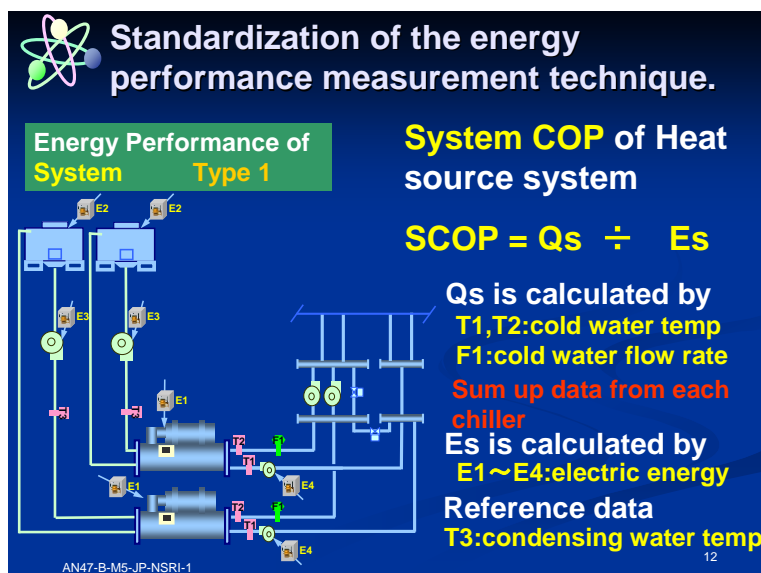 Standardization of the energy
performance measurement technique.
Energy Performance of
System Type 1
System COP of Heat
source system
SCOP = Qs ÷ Es
Qs is calculated by
T1,T2:cold water temp
F1:cold water flow rate
Sum up data from each
chiller
Es is calculated by
E1～E4:electric energy
Reference data
T3:condensing water temp
E2
E2
E3
E3
T3
T3
E1
T2
F1
T1
E4
E1
T2
F1
T1
E4
AN47-B-M5-JP-NSRI-1
12